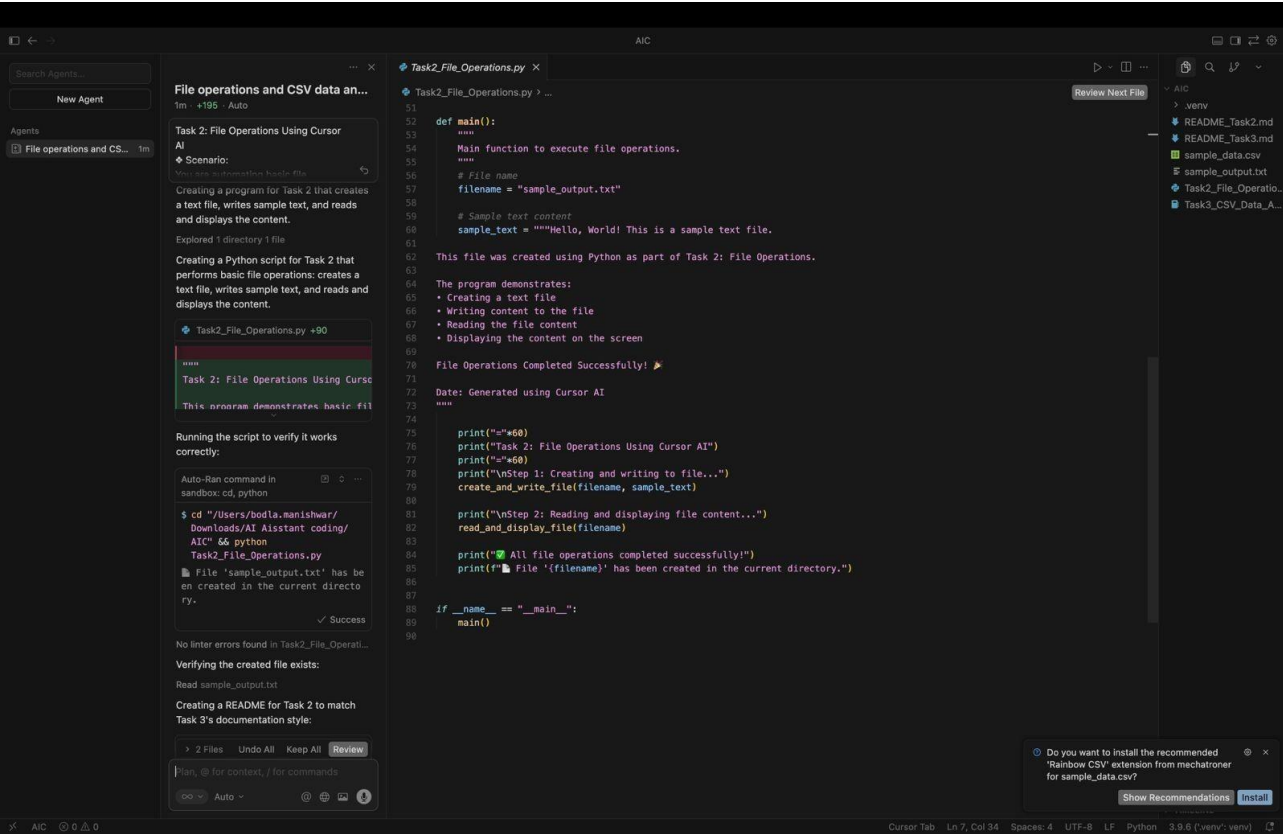 AIC
Search Agents...
New Agent
Agents
File operations and CS... 1m
File operations and CSV data an...
1m · +195 · Auto
Task 2: File Operations Using Cursor
AI
❖ Scenario:
You are automating basic file
Creating a program for Task 2 that creates
a text file, writes sample text, and reads
and displays the content.
Explored 1 directory 1 file
Creating a Python script for Task 2 that
performs basic file operations: creates a
text file, writes sample text, and reads and
displays the content.
Task2_File_Operations.py +90
"""
Task 2: File Operations Using Curso
This program demonstrates basic fil
Running the script to verify it works
correctly:
Auto-Ran command in
sandbox: cd, python
$ cd "/Users/bodla.manishwar/
Downloads/AI Aisstant coding/
AIC" && python
Task2_File_Operations.py
📄 File 'sample_output.txt' has be
en created in the current directo
ry.
✓ Success
No linter errors found in Task2_File_Operati...
Verifying the created file exists:
Read sample_output.txt
Creating a README for Task 2 to match
Task 3's documentation style:
> 2 Files Undo All Keep All Review
Plan, @ for context, / for commands
∞ Auto
Task2_File_Operations.py ×
Task2_File_Operations.py > ...
Review Next File
51
52 def main():
53 """
54 Main function to execute file operations.
55 """
56 # File name
57 filename = "sample_output.txt"
58
59 # Sample text content
60 sample_text = """Hello, World! This is a sample text file.
61
62 This file was created using Python as part of Task 2: File Operations.
63
64 The program demonstrates:
65 • Creating a text file
66 • Writing content to the file
67 • Reading the file content
68 • Displaying the content on the screen
69
70 File Operations Completed Successfully! 🎉
71
72 Date: Generated using Cursor AI
73 """
74
75 print("="*60)
76 print("Task 2: File Operations Using Cursor AI")
77 print("="*60)
78 print("\nStep 1: Creating and writing to file...")
79 create_and_write_file(filename, sample_text)
80
81 print("\nStep 2: Reading and displaying file content...")
82 read_and_display_file(filename)
83
84 print("✅ All file operations completed successfully!")
85 print(f"📄 File '{filename}' has been created in the current directory.")
86
87
88 if __name__ == "__main__":
89 main()
90
AIC
> .venv
README_Task2.md
README_Task3.md
sample_data.csv
sample_output.txt
Task2_File_Operatio...
Task3_CSV_Data_A...
Do you want to install the recommended
'Rainbow CSV' extension from mechatroner
for sample_data.csv?
Show Recommendations Install
AIC 0 0
Cursor Tab Ln 7, Col 34 Spaces: 4 UTF-8 LF Python 3.9.6 ('.venv': venv)